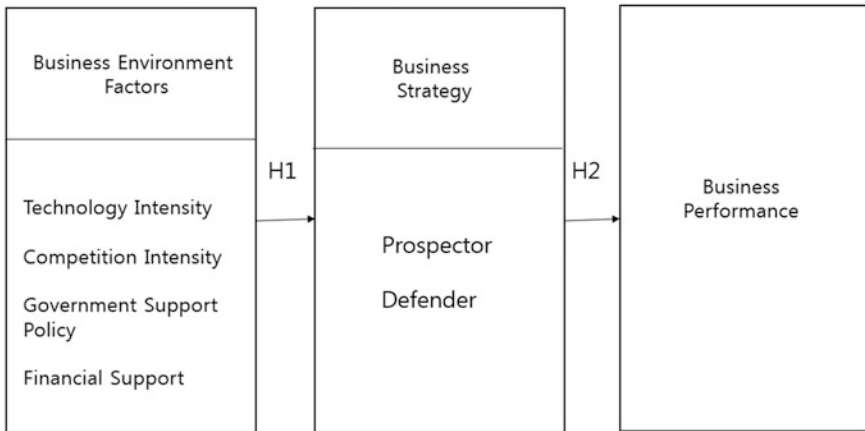 Business Environment
Factors
Technology Intensity
Competition Intensity
Government Support
Policy
Financial Support
H1
Business
Strategy
Prospector
Defender
H2
Business
Performance